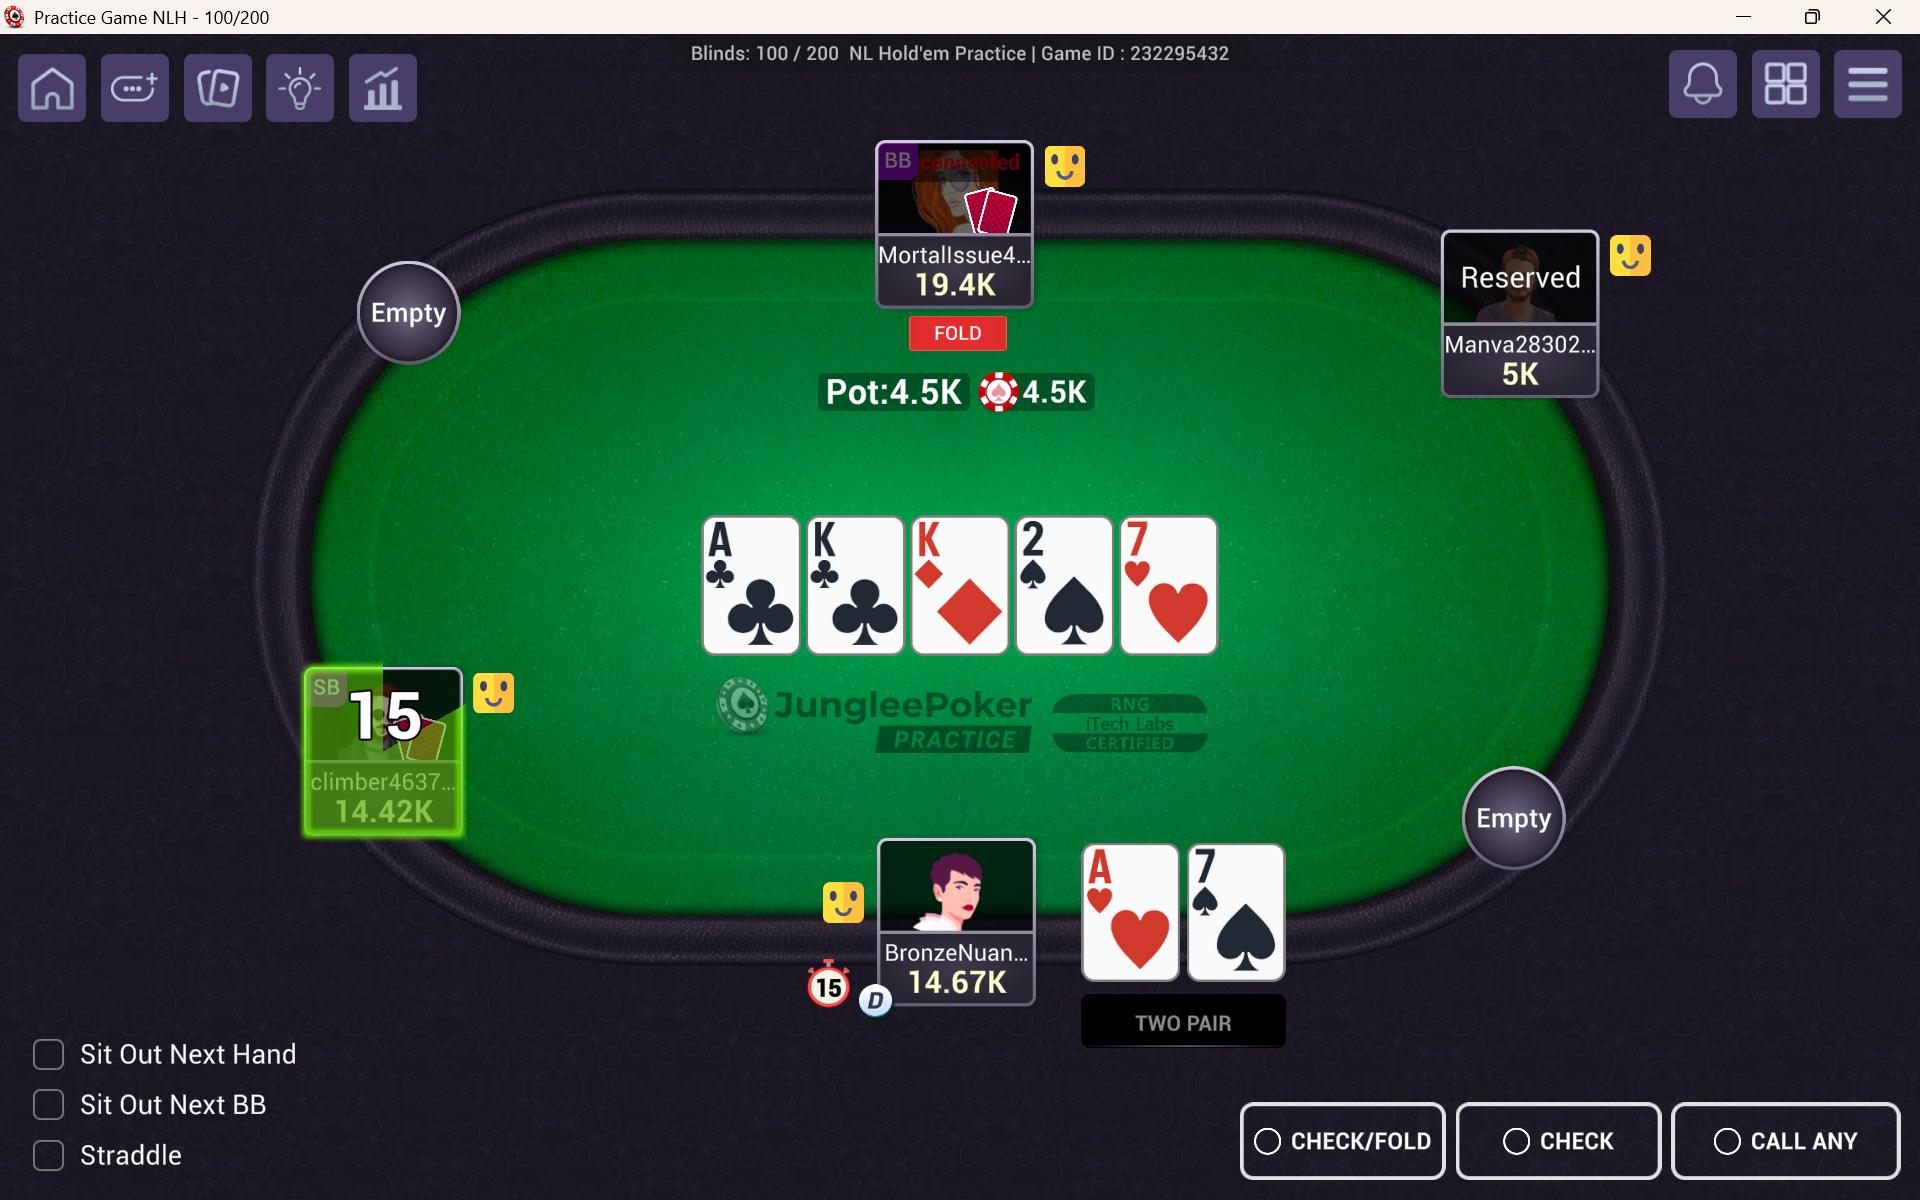 Practice Game NLH - 100/200
Blinds: 100 / 200 NL Hold'em Practice | Game ID : 232295432
BB connected
MortalIssue4...
19.4K
FOLD
Reserved
Manva28302...
5K
Empty
Pot:4.5K 4.5K
A K K 2 7
JungleePoker
PRACTICE
RNG
iTech Labs
CERTIFIED
SB
15
climber4637...
14.42K
Empty
A 7
BronzeNuan...
14.67K
15
D
TWO PAIR
Sit Out Next Hand
Sit Out Next BB
Straddle
CHECK/FOLD
CHECK
CALL ANY